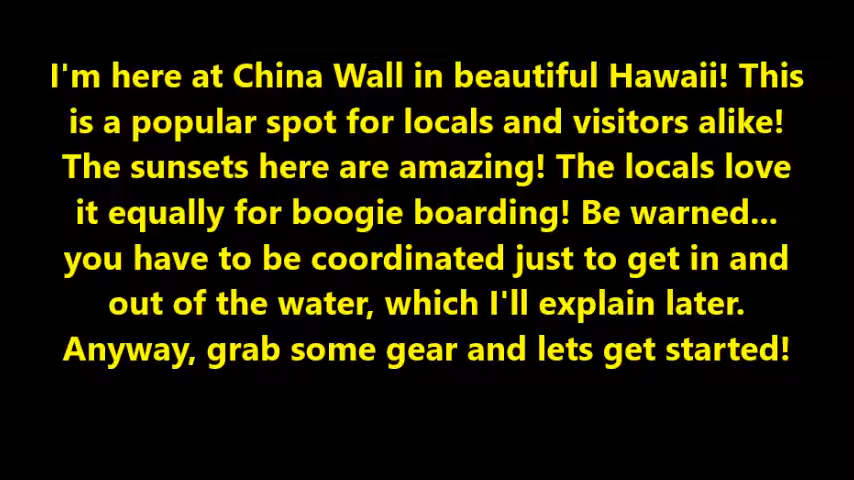 I'm here at China Wall in beautiful Hawaii! This
is a popular spot for locals and visitors alike!
The sunsets here are amazing! The locals love
it equally for boogie boarding! Be warned...
you have to be coordinated just to get in and
out of the water, which I'll explain later.
Anyway, grab some gear and lets get started!